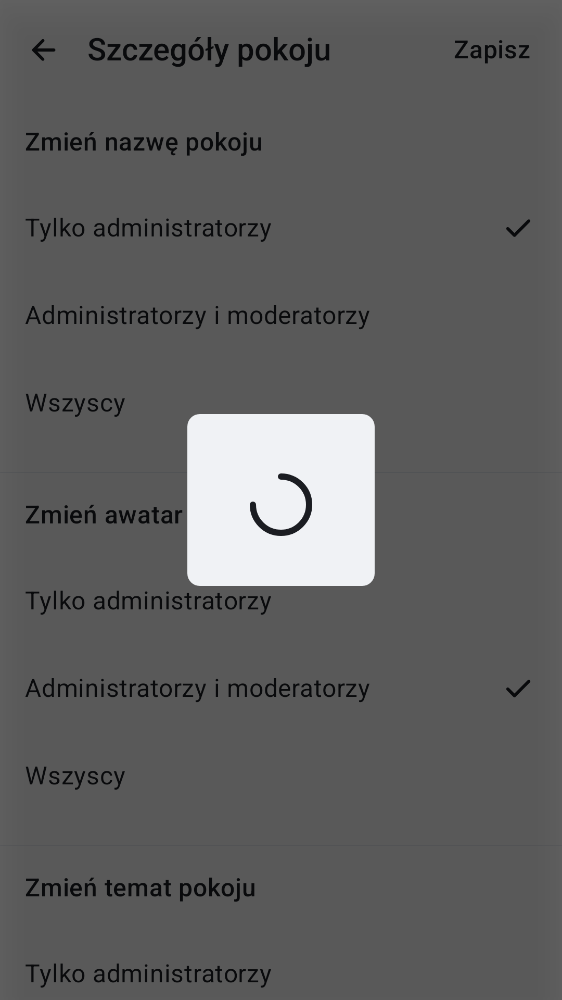 Szczegóły pokoju
Zapisz
Zmień nazwę pokoju
Tylko administratorzy
Administratorzy i moderatorzy
Wszyscy
Zmień awatar
Tylko administratorzy
Administratorzy i moderatorzy
Wszyscy
Zmień temat pokoju
Tylko administratorzy